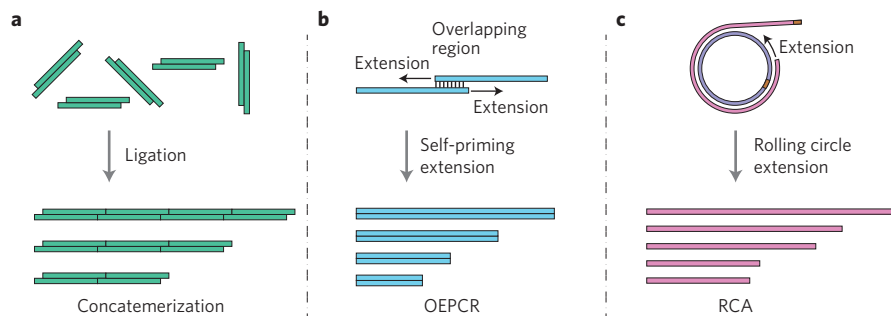 a
Ligation
Concatemerization
b
Overlapping
region
Extension
Extension
Self-priming
extension
OEPCR
c
Extension
Rolling circle
extension
RCA